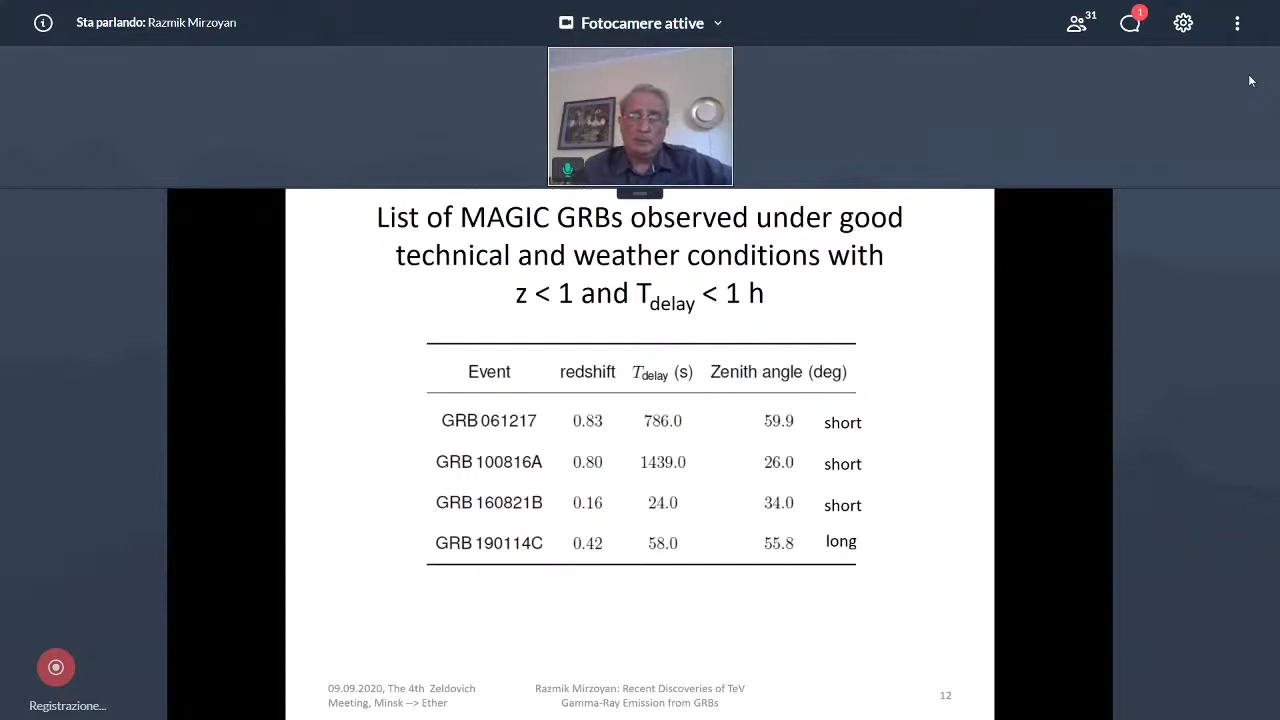 Sta parlando: Razmik Mirzoyan
Fotocamere attive
31
1
List of MAGIC GRBs observed under good
technical and weather conditions with
z < 1 and Tdelay < 1 h
Event redshift Tdelay (s) Zenith angle (deg)
GRB 061217 0.83 786.0 59.9 short
GRB 100816A 0.80 1439.0 26.0 short
GRB 160821B 0.16 24.0 34.0 short
GRB 190114C 0.42 58.0 55.8 long
Registrazione...
09.09.2020, The 4th Zeldovich
Meeting, Minsk --> Ether
Razmik Mirzoyan: Recent Discoveries of TeV
Gamma-Ray Emission from GRBs
12